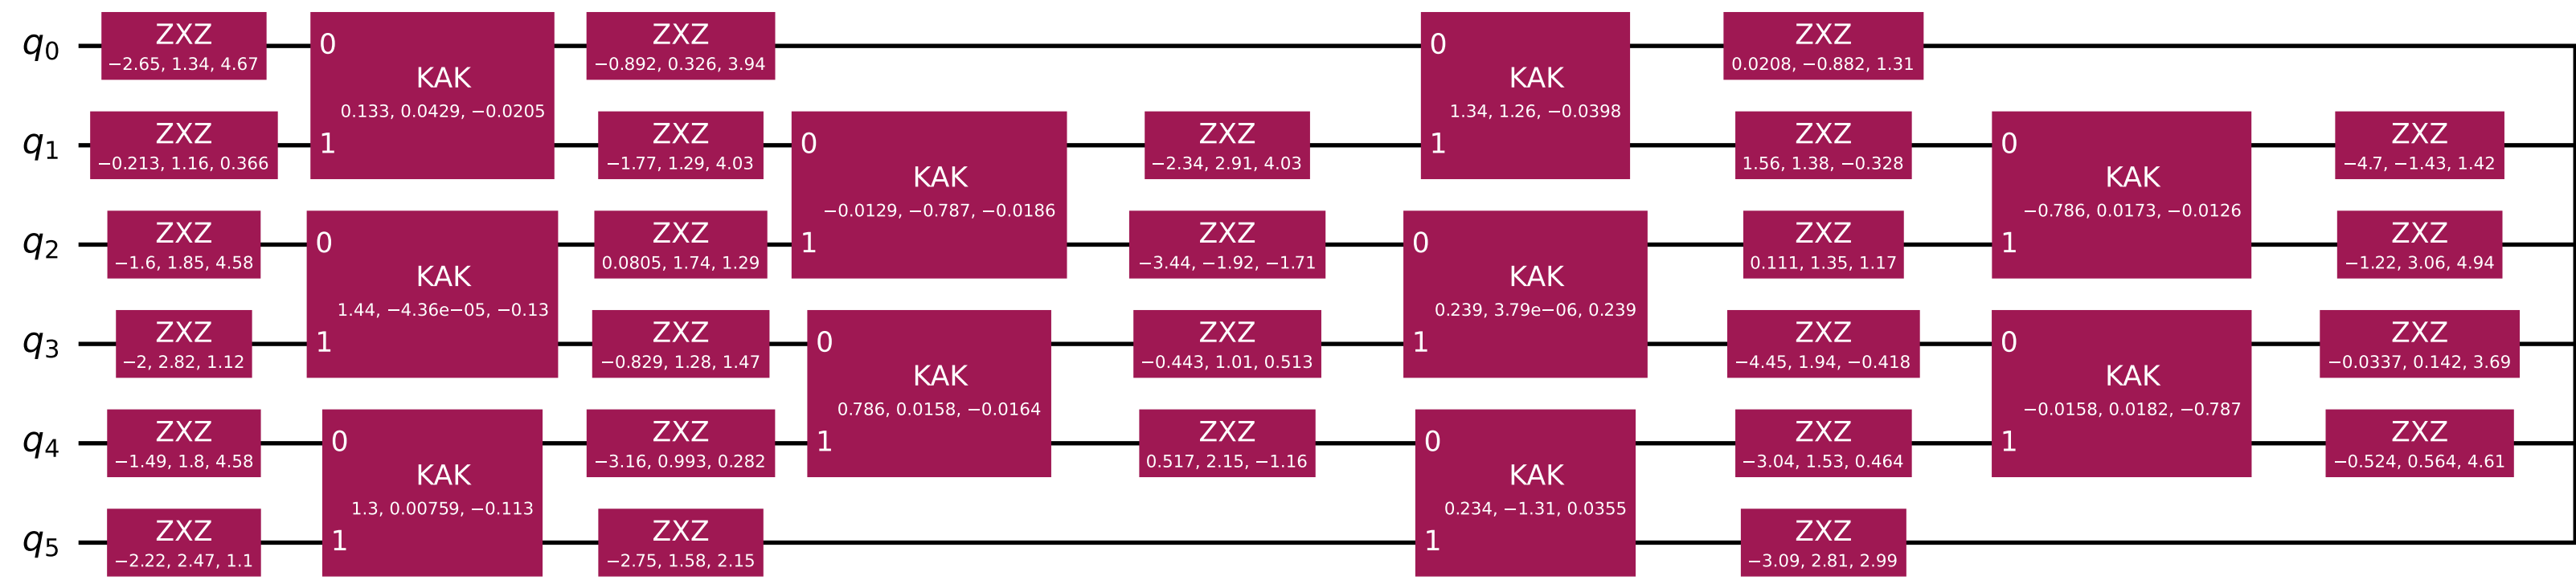 q0 ZXZ 0 KAK ZXZ 0 KAK ZXZ
−2.65, 1.34, 4.67 0.133, 0.0429, −0.0205 −0.892, 0.326, 3.94 1.34, 1.26, −0.0398 0.0208, −0.882, 1.31
q1 ZXZ 1 ZXZ 0 KAK ZXZ 1 ZXZ 0 KAK ZXZ
−0.213, 1.16, 0.366 −1.77, 1.29, 4.03 −0.0129, −0.787, −0.0186 −2.34, 2.91, 4.03 1.56, 1.38, −0.328 −0.786, 0.0173, −0.0126 −4.7, −1.43, 1.42
q2 ZXZ 0 KAK ZXZ 1 ZXZ 0 KAK ZXZ 1 ZXZ
−1.6, 1.85, 4.58 1.44, −4.36e−05, −0.13 0.0805, 1.74, 1.29 −3.44, −1.92, −1.71 0.239, 3.79e−06, 0.239 0.111, 1.35, 1.17 −1.22, 3.06, 4.94
q3 ZXZ 1 ZXZ 0 KAK ZXZ 1 ZXZ 0 KAK ZXZ
−2, 2.82, 1.12 −0.829, 1.28, 1.47 0.786, 0.0158, −0.0164 −0.443, 1.01, 0.513 −4.45, 1.94, −0.418 −0.0158, 0.0182, −0.787 −0.0337, 0.142, 3.69
q4 ZXZ 0 KAK ZXZ 1 ZXZ 0 KAK ZXZ 1 ZXZ
−1.49, 1.8, 4.58 1.3, 0.00759, −0.113 −3.16, 0.993, 0.282 0.517, 2.15, −1.16 0.234, −1.31, 0.0355 −3.04, 1.53, 0.464 −0.524, 0.564, 4.61
q5 ZXZ 1 ZXZ 1 ZXZ
−2.22, 2.47, 1.1 −2.75, 1.58, 2.15 −3.09, 2.81, 2.99